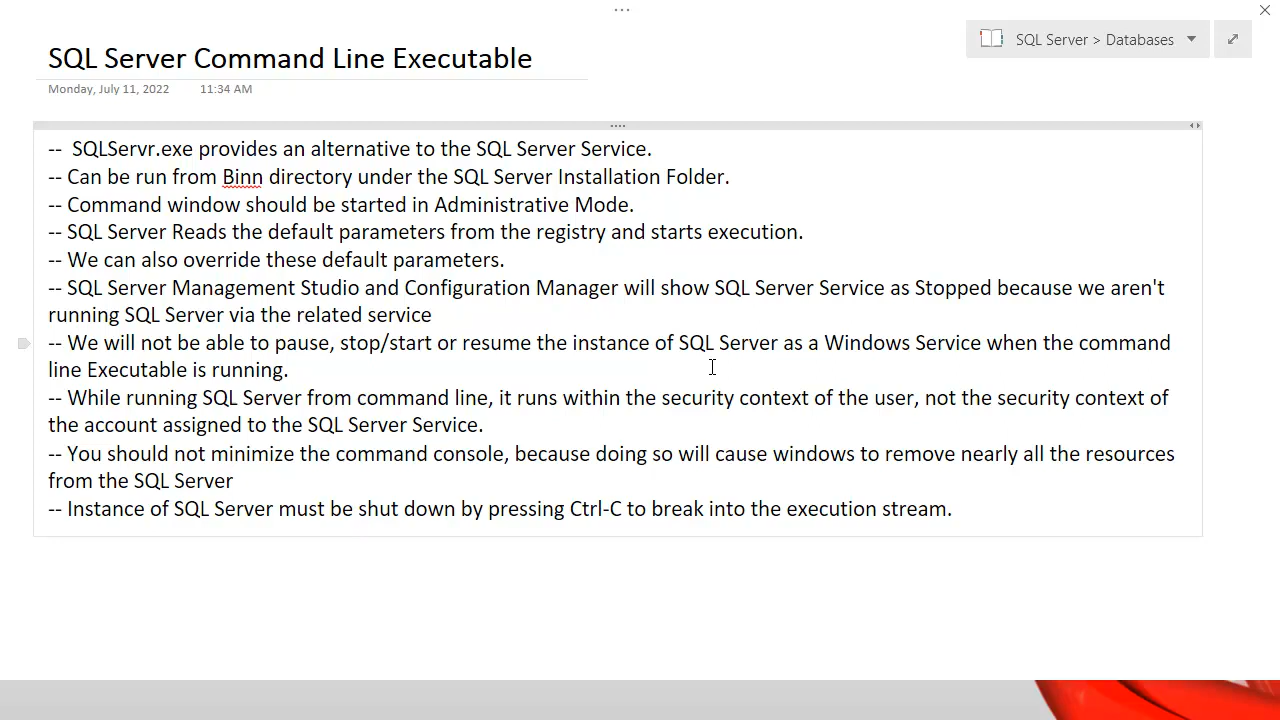 SQL Server > Databases
SQL Server Command Line Executable
Monday, July 11, 2022 11:34 AM
-- SQLServr.exe provides an alternative to the SQL Server Service.
-- Can be run from Binn directory under the SQL Server Installation Folder.
-- Command window should be started in Administrative Mode.
-- SQL Server Reads the default parameters from the registry and starts execution.
-- We can also override these default parameters.
-- SQL Server Management Studio and Configuration Manager will show SQL Server Service as Stopped because we aren't
running SQL Server via the related service
-- We will not be able to pause, stop/start or resume the instance of SQL Server as a Windows Service when the command
line Executable is running.
-- While running SQL Server from command line, it runs within the security context of the user, not the security context of
the account assigned to the SQL Server Service.
-- You should not minimize the command console, because doing so will cause windows to remove nearly all the resources
from the SQL Server
-- Instance of SQL Server must be shut down by pressing Ctrl-C to break into the execution stream.